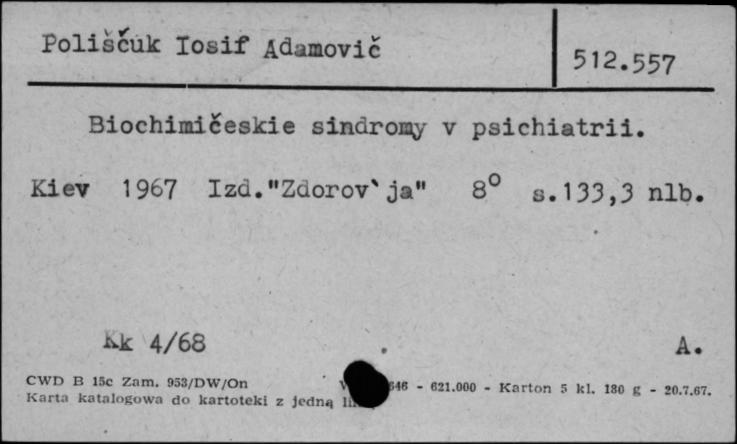 Poliščuk Iosif Adamovič
512.557
Biochimičeskie sindromy v psichiatrii.
Kiev 1967 Izd."Zdorov`ja" 8° s.133,3 nlb.
Kk 4/68 A.
CWD B 15c Zam. 953/DW/On 646 - 621.000 - Karton 5 kl. 180 g - 20.7.67.
Karta katalogowa do kartoteki z jedną